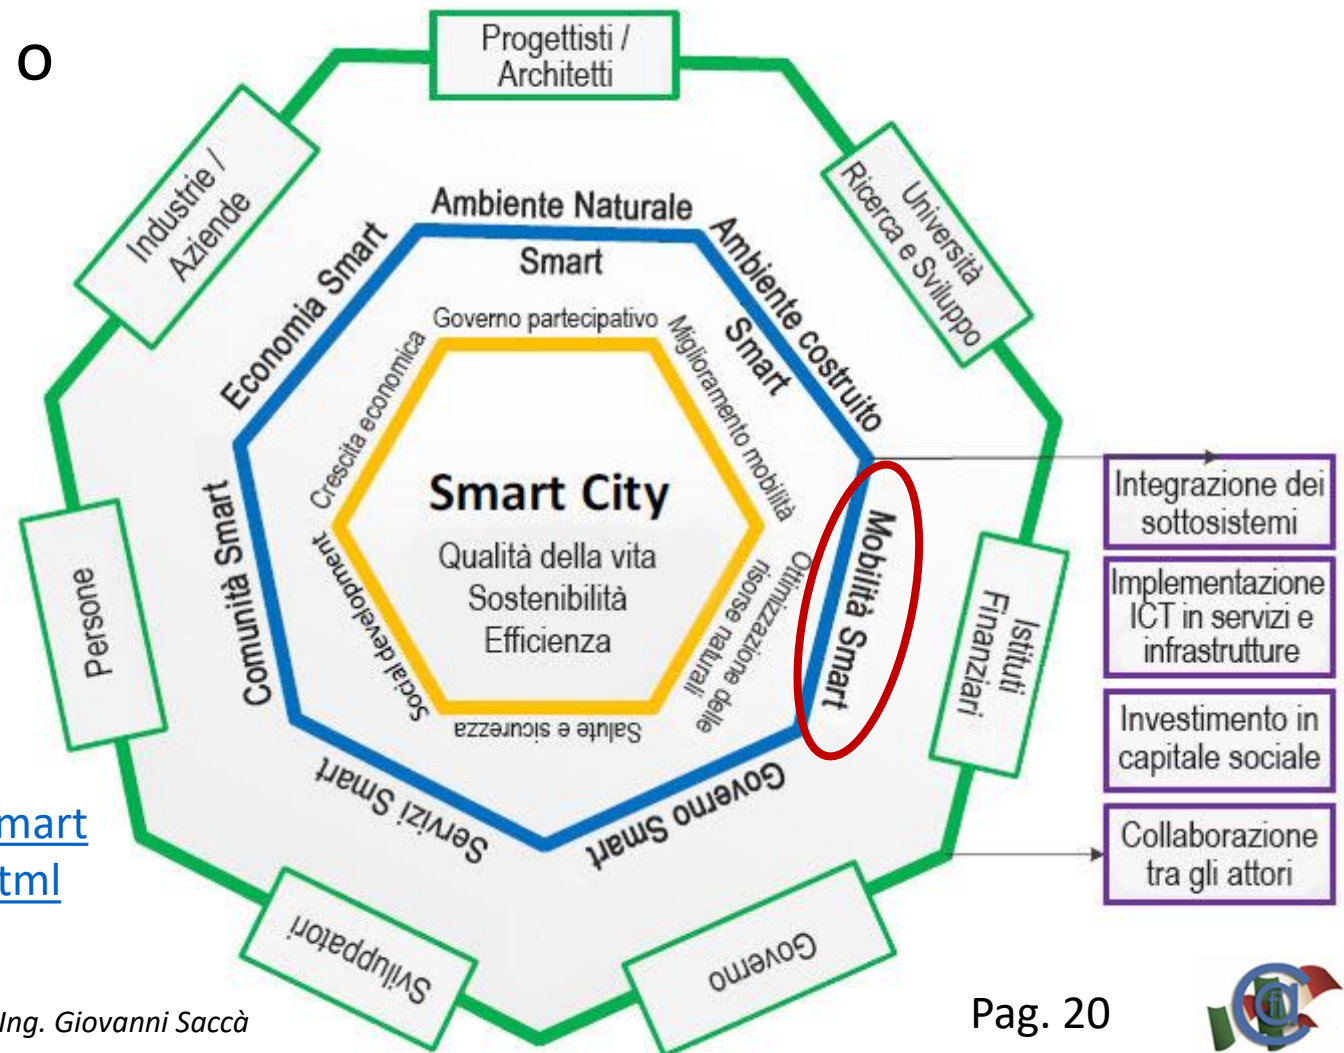 o
Progettisti /
Architetti
Industrie /
Aziende
Università
Ricerca e Sviluppo
Ambiente Naturale
Smart
Economia Smart
Ambiente costruito
Smart
Governo partecipativo
Crescita economica
Miglioramento mobilità
Smart City
Qualità della vita
Sostenibilità
Efficienza
Mobilità Smart
Ottimizzazione delle
risorse naturali
Social development
Salute e sicurezza
Comunità Smart
Persone
Istituti
Finanziari
Servizi Smart
Governo Smart
Sviluppatori
Governo
Integrazione dei
sottosistemi
Implementazione
ICT in servizi e
infrastrutture
Investimento in
capitale sociale
Collaborazione
tra gli attori
mart
tml
Ing. Giovanni Saccà
Pag. 20